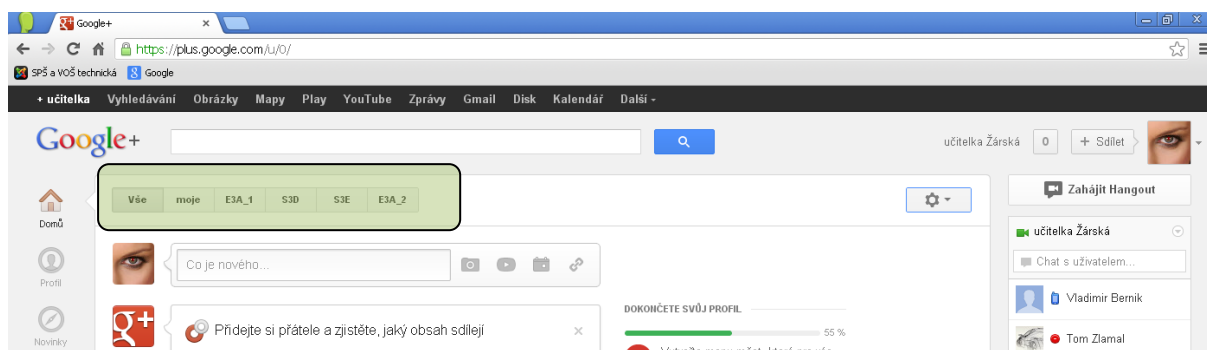 Google+
https://plus.google.com/u/0/
SPŠ a VOŠ technická Google
+ učitelka Vyhledávání Obrázky Mapy Play YouTube Zprávy Gmail Disk Kalendář Další
Google+ učitelka Žárská 0 + Sdílet
Vše moje E3A_1 S3D S3E E3A_2
Zahájit Hangout
Domů
učitelka Žárská
Co je nového...
Chat s uživatelem...
Profil
Vladimir Bernik
DOKONČETE SVŮJ PROFIL
Přidejte si přátele a zjistěte, jaký obsah sdílejí
55 %
Novinky
Tom Zlamal